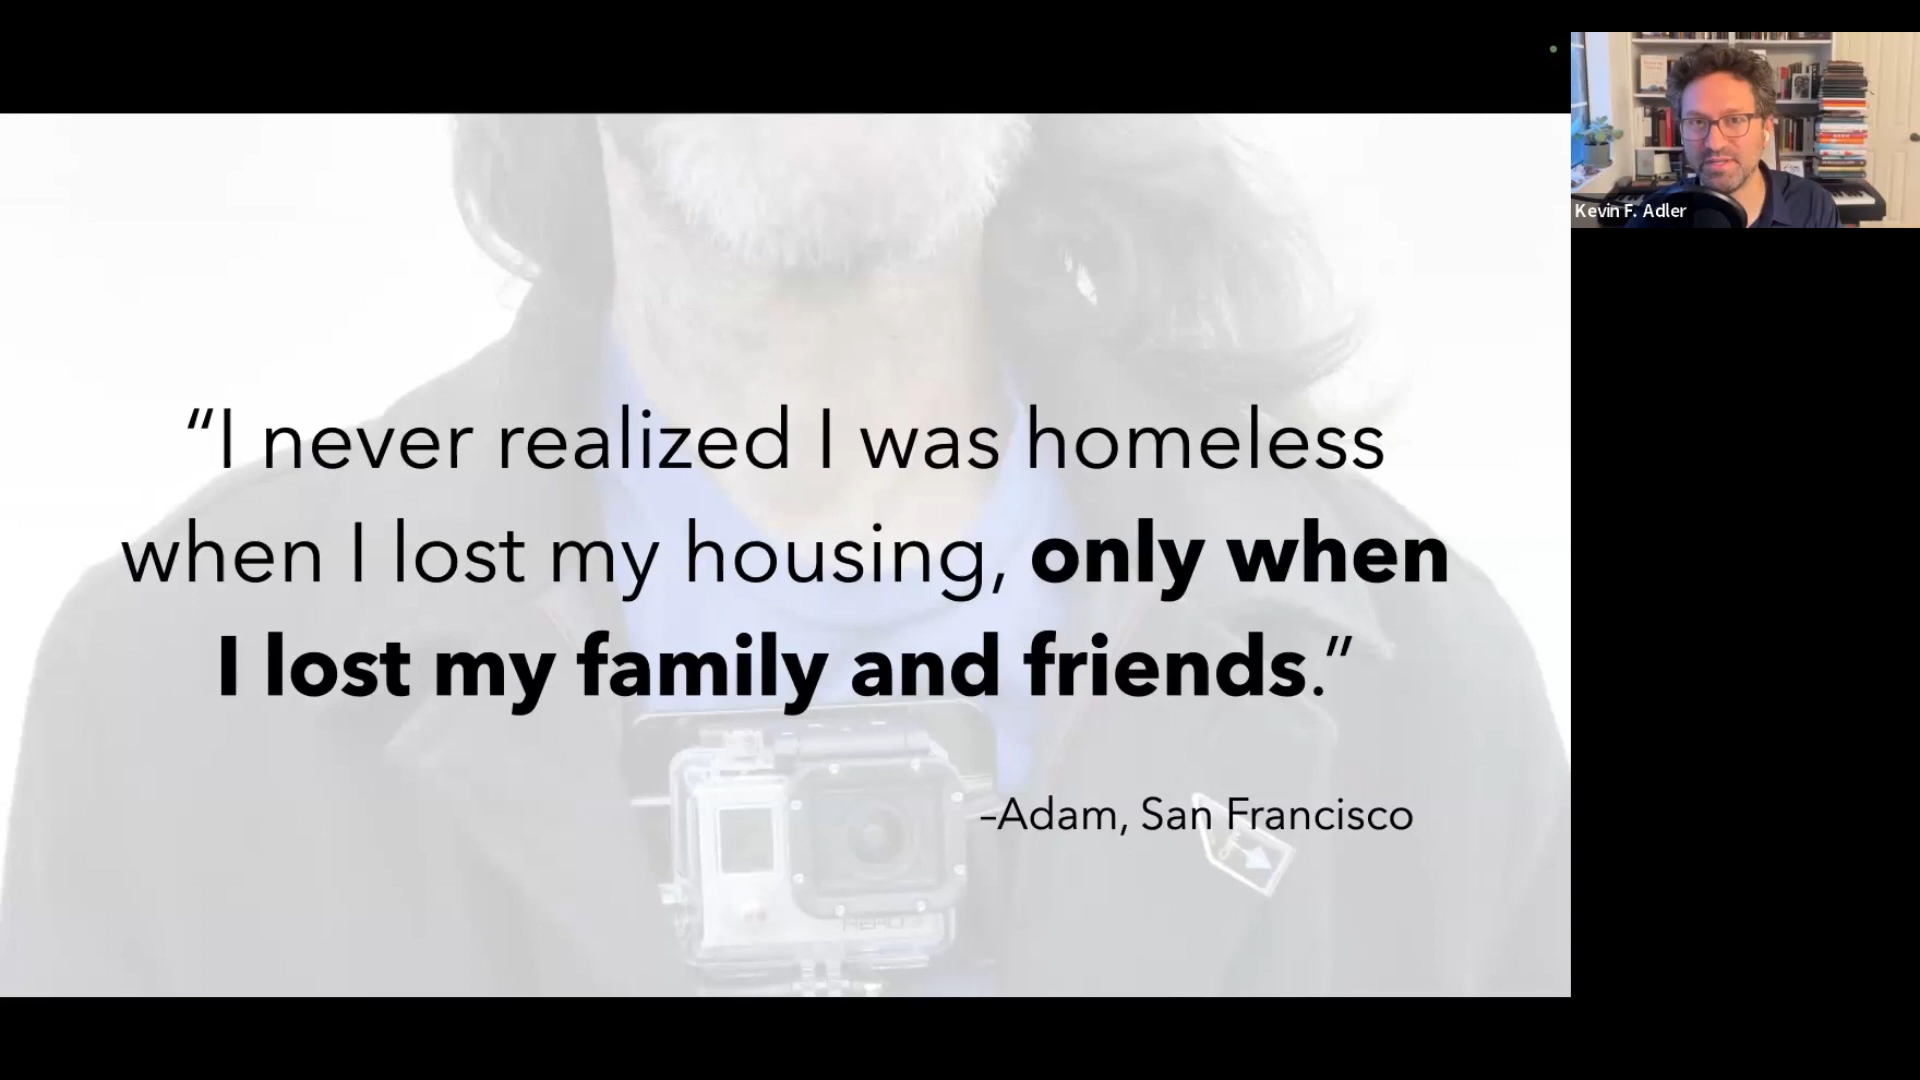 Kevin F. Adler
“I never realized I was homeless
when I lost my housing, only when
I lost my family and friends.”
–Adam, San Francisco
HERO